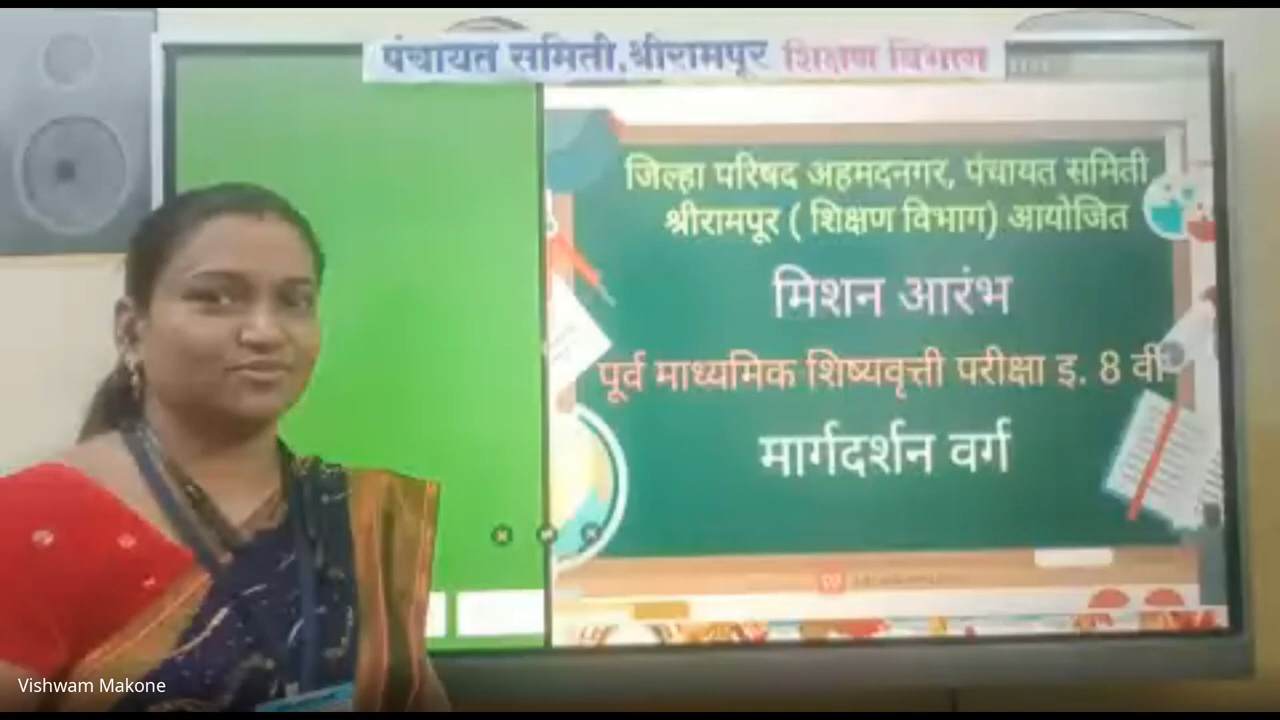 पंचायत समिती,श्रीरामपूर शिक्षण विभाग
जिल्हा परिषद अहमदनगर, पंचायत समिती
श्रीरामपूर ( शिक्षण विभाग) आयोजित
मिशन आरंभ
पूर्व माध्यमिक शिष्यवृत्ती परीक्षा इ. 8 वी
मार्गदर्शन वर्ग
Vishwam Makone